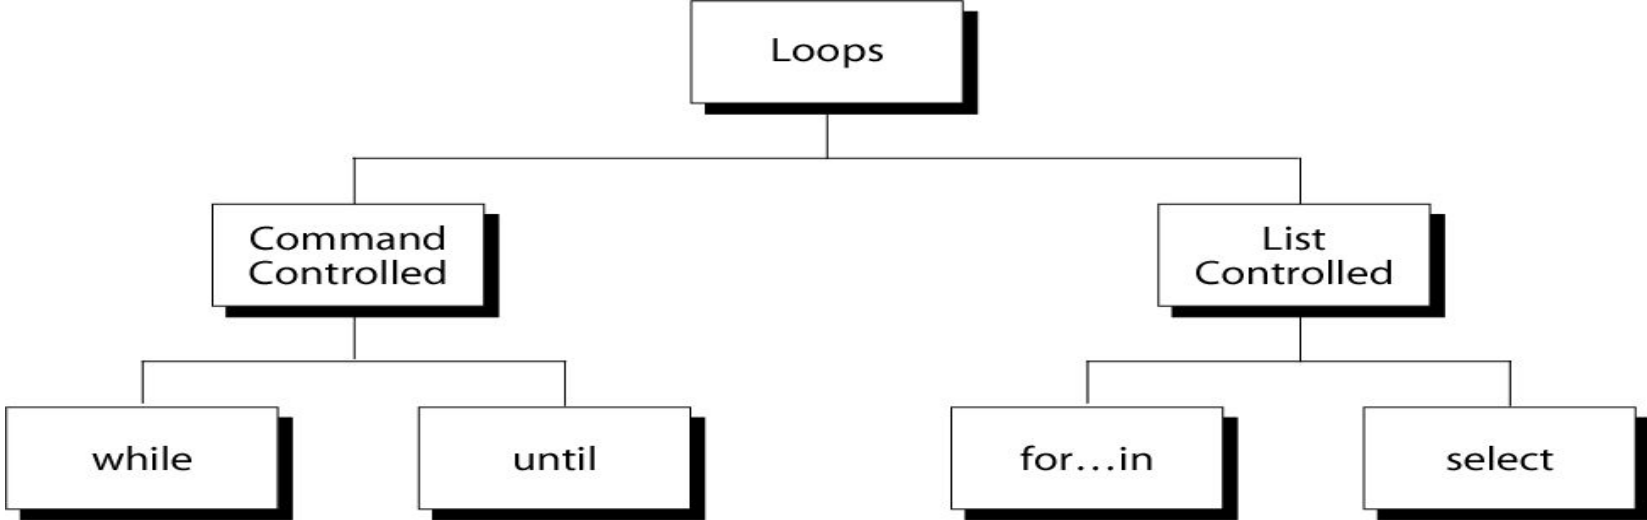 Loops
Command
Controlled
List
Controlled
while
until
for...in
select